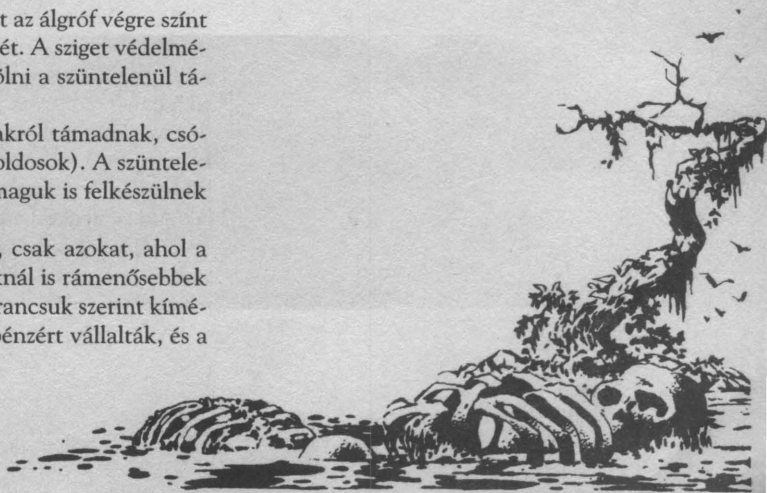 t az álgróf végre színt
ét. A sziget védelmé-
ölni a szüntelenül tá-
akról támadnak, csó-
oldosok). A szüntele-
maguk is felkészülnek
, csak azokat, ahol a
knál is rámenősebbek
rancsuk szerint kímé-
pénzért vállalták, és a